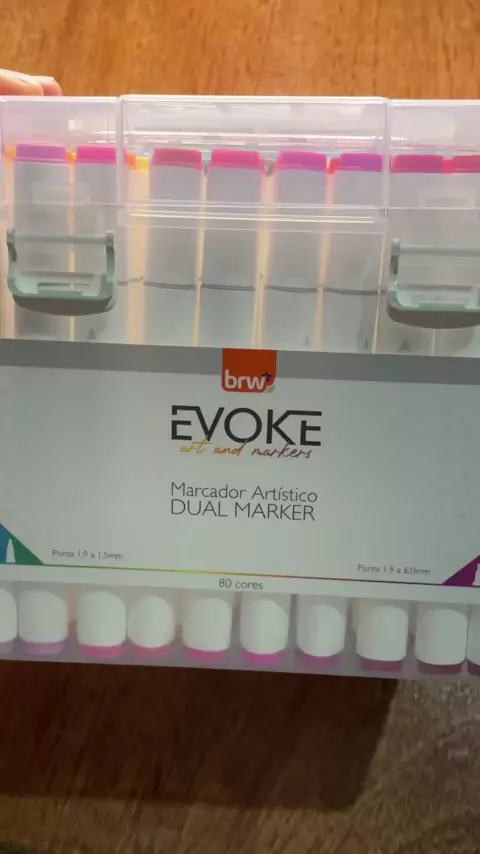 brw
EVOKE
art and markers
Marcador Artístico
DUAL MARKER
Ponta 1,9 a 1,5mm
Ponta 1,9 a 6,0mm
80 cores